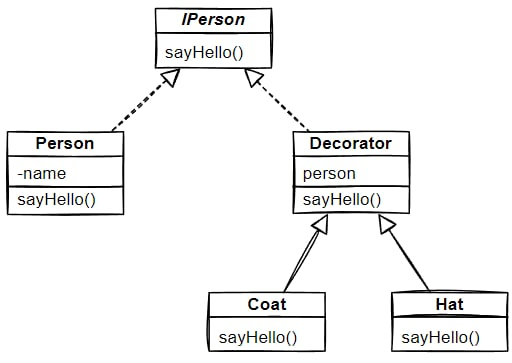 IPerson
sayHello()
Person
-name
sayHello()
Decorator
person
sayHello()
Coat
sayHello()
Hat
sayHello()